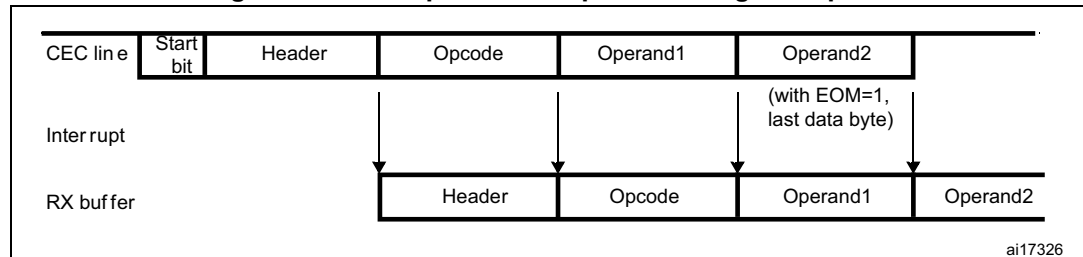 CEC line
Start bit
Header
Opcode
Operand1
Operand2
(with EOM=1,
last data byte)
Interrupt
RX buffer
Header
Opcode
Operand1
Operand2
ai17326